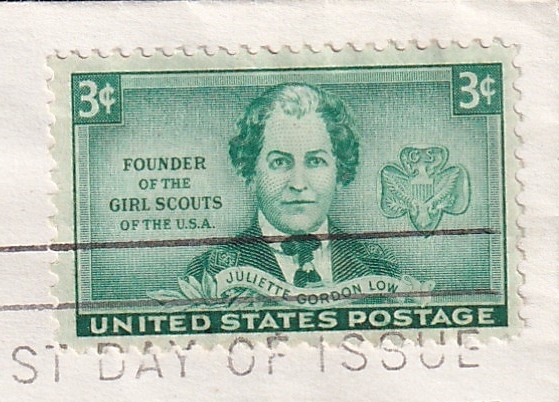 3¢ 3¢
FOUNDER
OF THE
GIRL SCOUTS
OF THE U.S.A.
GS
JULIETTE GORDON LOW
UNITED STATES POSTAGE
ST DAY OF ISSUE